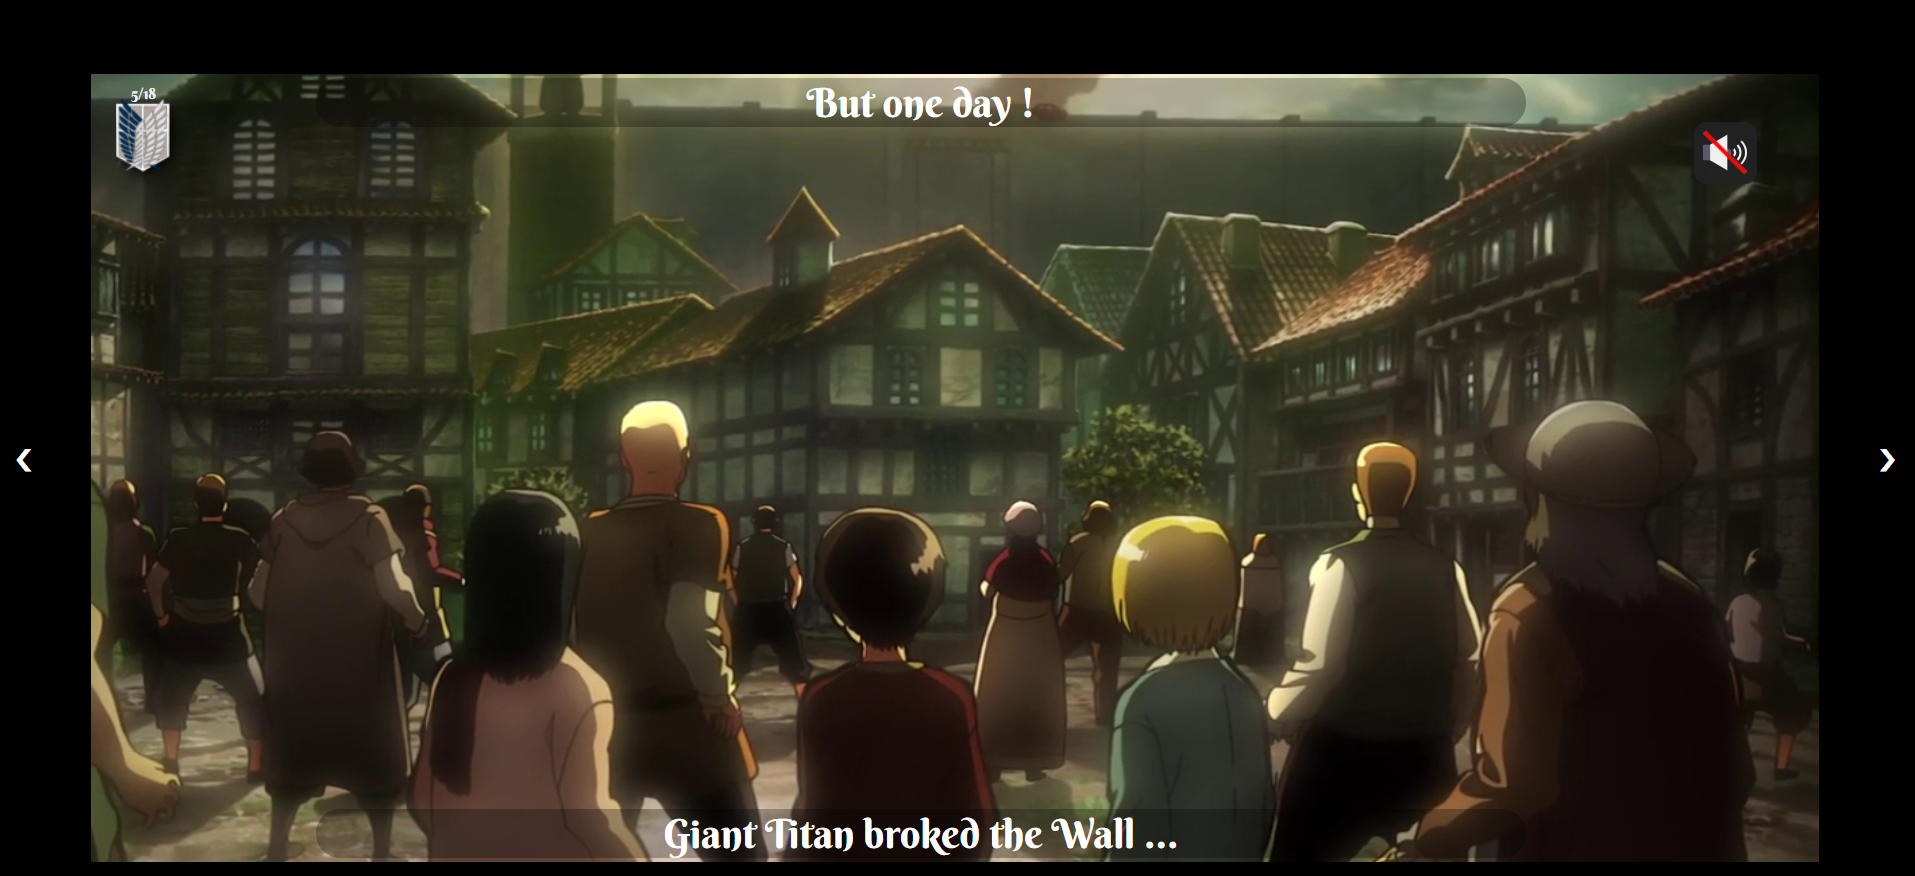 5/18
But one day !
❮
❯
Giant Titan broked the Wall ...